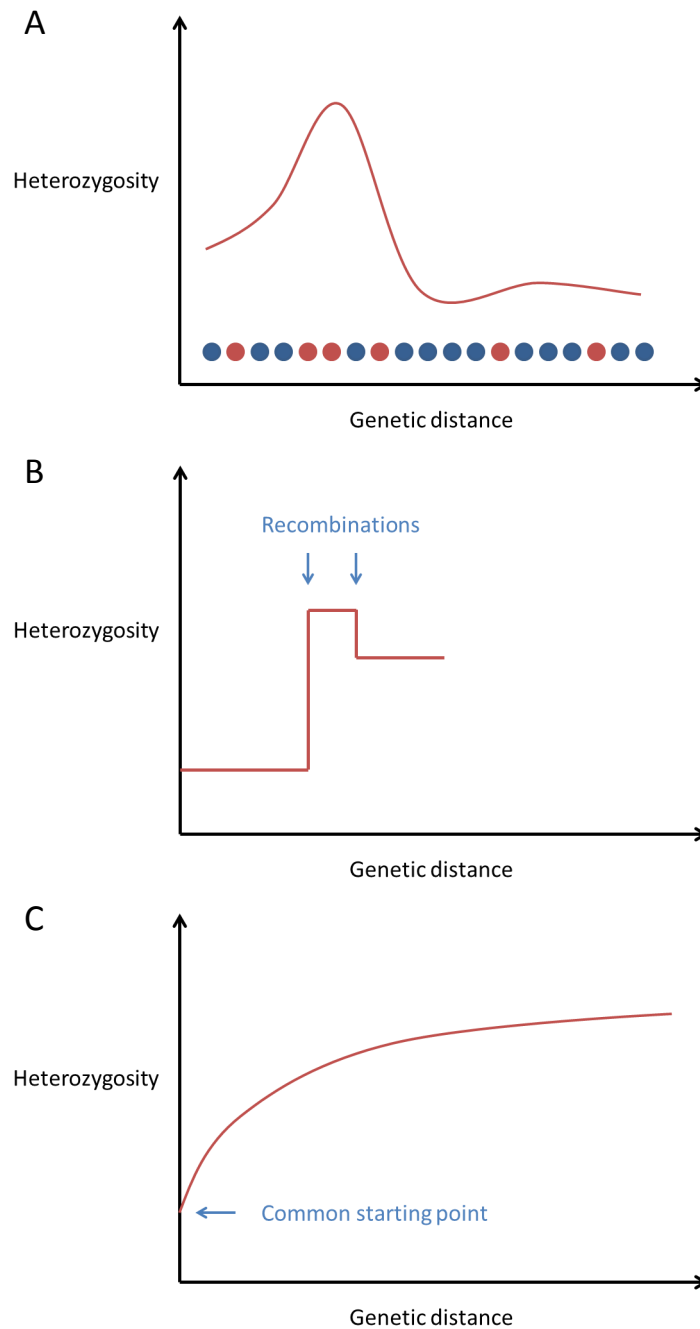 A
Heterozygosity
Genetic distance
B
Recombinations
Heterozygosity
Genetic distance
C
Heterozygosity
Common starting point
Genetic distance